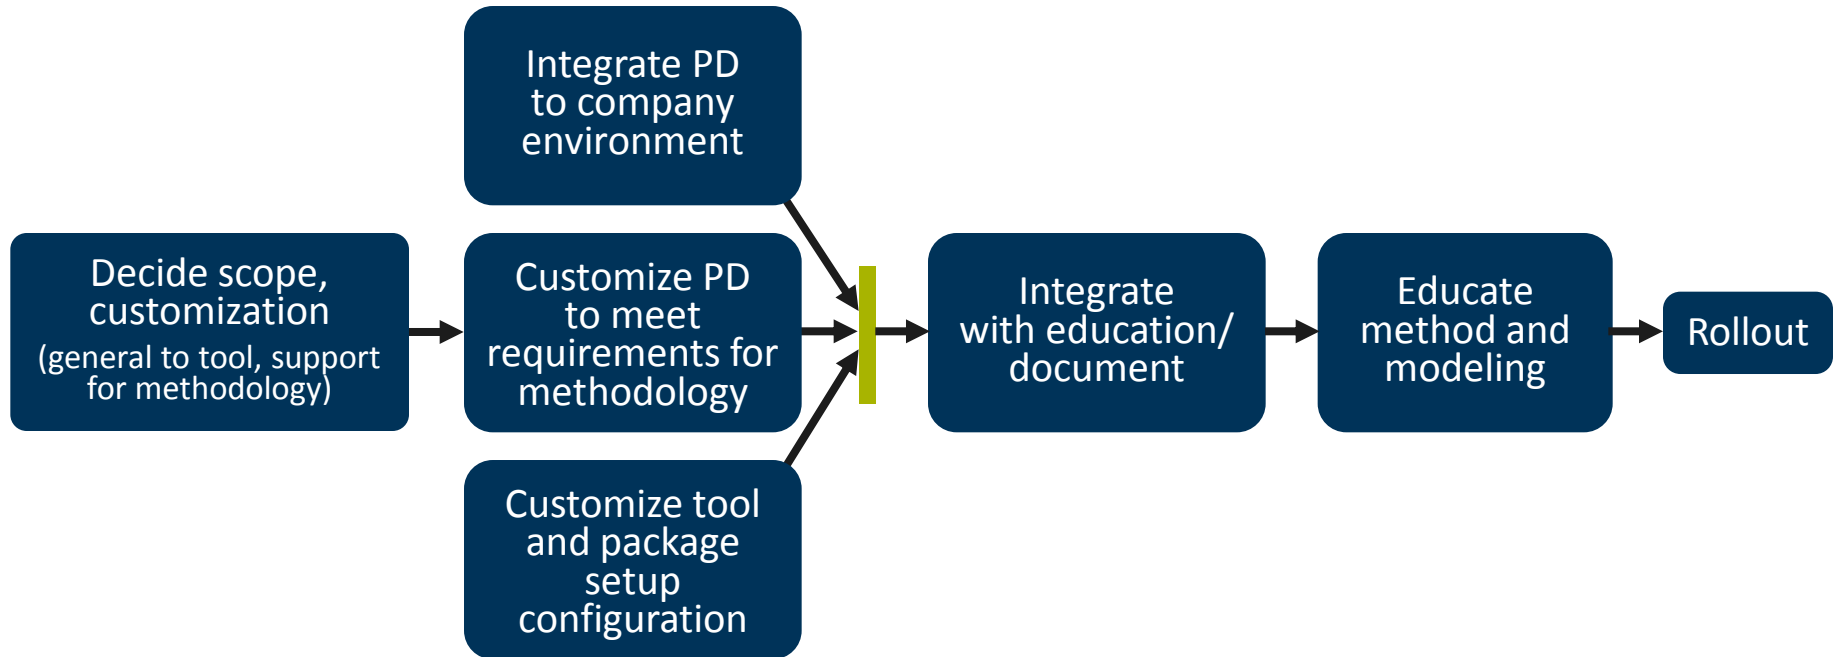 Decide scope,
customization
(general to tool, support
for methodology)
Integrate PD
to company
environment
Customize PD
to meet
requirements for
methodology
Customize tool
and package
setup
configuration
Integrate
with education/
document
Educate
method and
modeling
Rollout